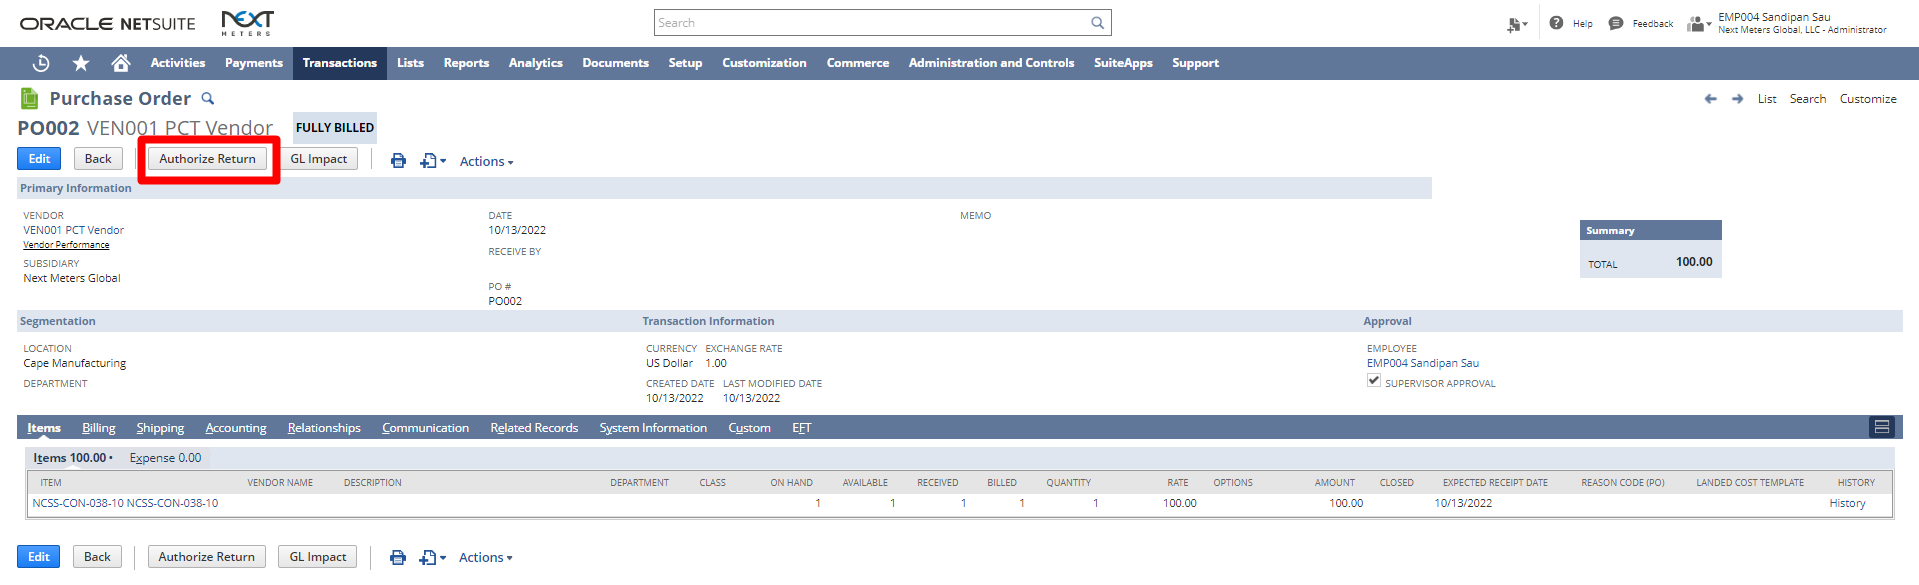 ORACLE NETSUITE
NEXT
METERS
Search
Help
Feedback
EMP004 Sandipan Sau
Next Meters Global, LLC - Administrator
Activities Payments Transactions Lists Reports Analytics Documents Setup Customization Commerce Administration and Controls SuiteApps Support
Purchase Order
List Search Customize
PO002 VEN001 PCT Vendor FULLY BILLED
Edit Back Authorize Return GL Impact Actions
Primary Information
VENDOR
VEN001 PCT Vendor
Vendor Performance
SUBSIDIARY
Next Meters Global
DATE
10/13/2022
RECEIVE BY
PO #
PO002
MEMO
Summary
TOTAL 100.00
Segmentation
LOCATION
Cape Manufacturing
DEPARTMENT
Transaction Information
CURRENCY EXCHANGE RATE
US Dollar 1.00
CREATED DATE LAST MODIFIED DATE
10/13/2022 10/13/2022
Approval
EMPLOYEE
EMP004 Sandipan Sau
SUPERVISOR APPROVAL
Items Billing Shipping Accounting Relationships Communication Related Records System Information Custom EFT
Items 100.00 • Expense 0.00
ITEM VENDOR NAME DESCRIPTION DEPARTMENT CLASS ON HAND AVAILABLE RECEIVED BILLED QUANTITY RATE OPTIONS AMOUNT CLOSED EXPECTED RECEIPT DATE REASON CODE (PO) LANDED COST TEMPLATE HISTORY
NCSS-CON-038-10 NCSS-CON-038-10 1 1 1 1 1 100.00 100.00 10/13/2022 History
Edit Back Authorize Return GL Impact Actions